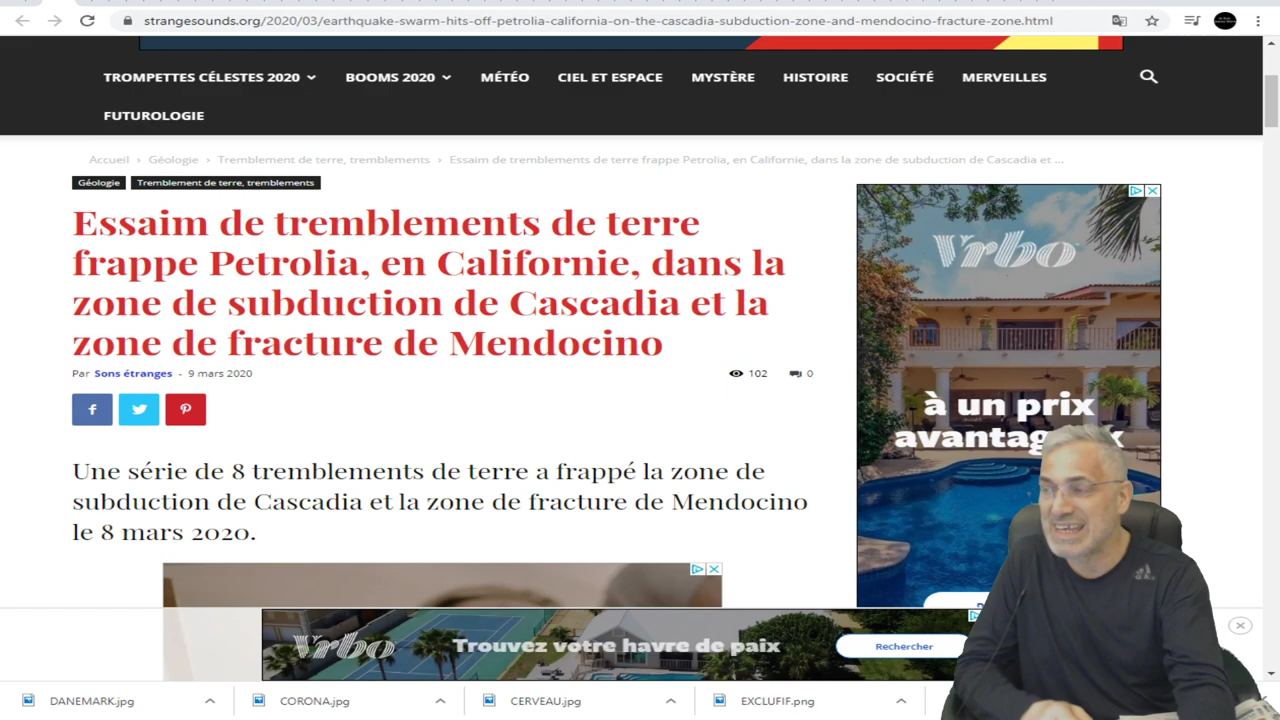 strangesounds.org/2020/03/earthquake-swarm-hits-off-petrolia-california-on-the-cascadia-subduction-zone-and-mendocino-fracture-zone.html
TROMPETTES CÉLESTES 2020 BOOMS 2020 MÉTÉO CIEL ET ESPACE MYSTÈRE HISTOIRE SOCIÉTÉ MERVEILLES
FUTUROLOGIE
Accueil › Géologie › Tremblement de terre, tremblements › Essaim de tremblements de terre frappe Petrolia, en Californie, dans la zone de subduction de Cascadia et ...
Géologie Tremblement de terre, tremblements
Essaim de tremblements de terre
frappe Petrolia, en Californie, dans la
zone de subduction de Cascadia et la
zone de fracture de Mendocino
Par Sons étranges - 9 mars 2020 102 0
Une série de 8 tremblements de terre a frappé la zone de
subduction de Cascadia et la zone de fracture de Mendocino
le 8 mars 2020.
Vrbo
à un prix
Vrbo Trouvez votre havre de paix Rechercher
DANEMARK.jpg CORONA.jpg CERVEAU.jpg EXCLUFIF.png